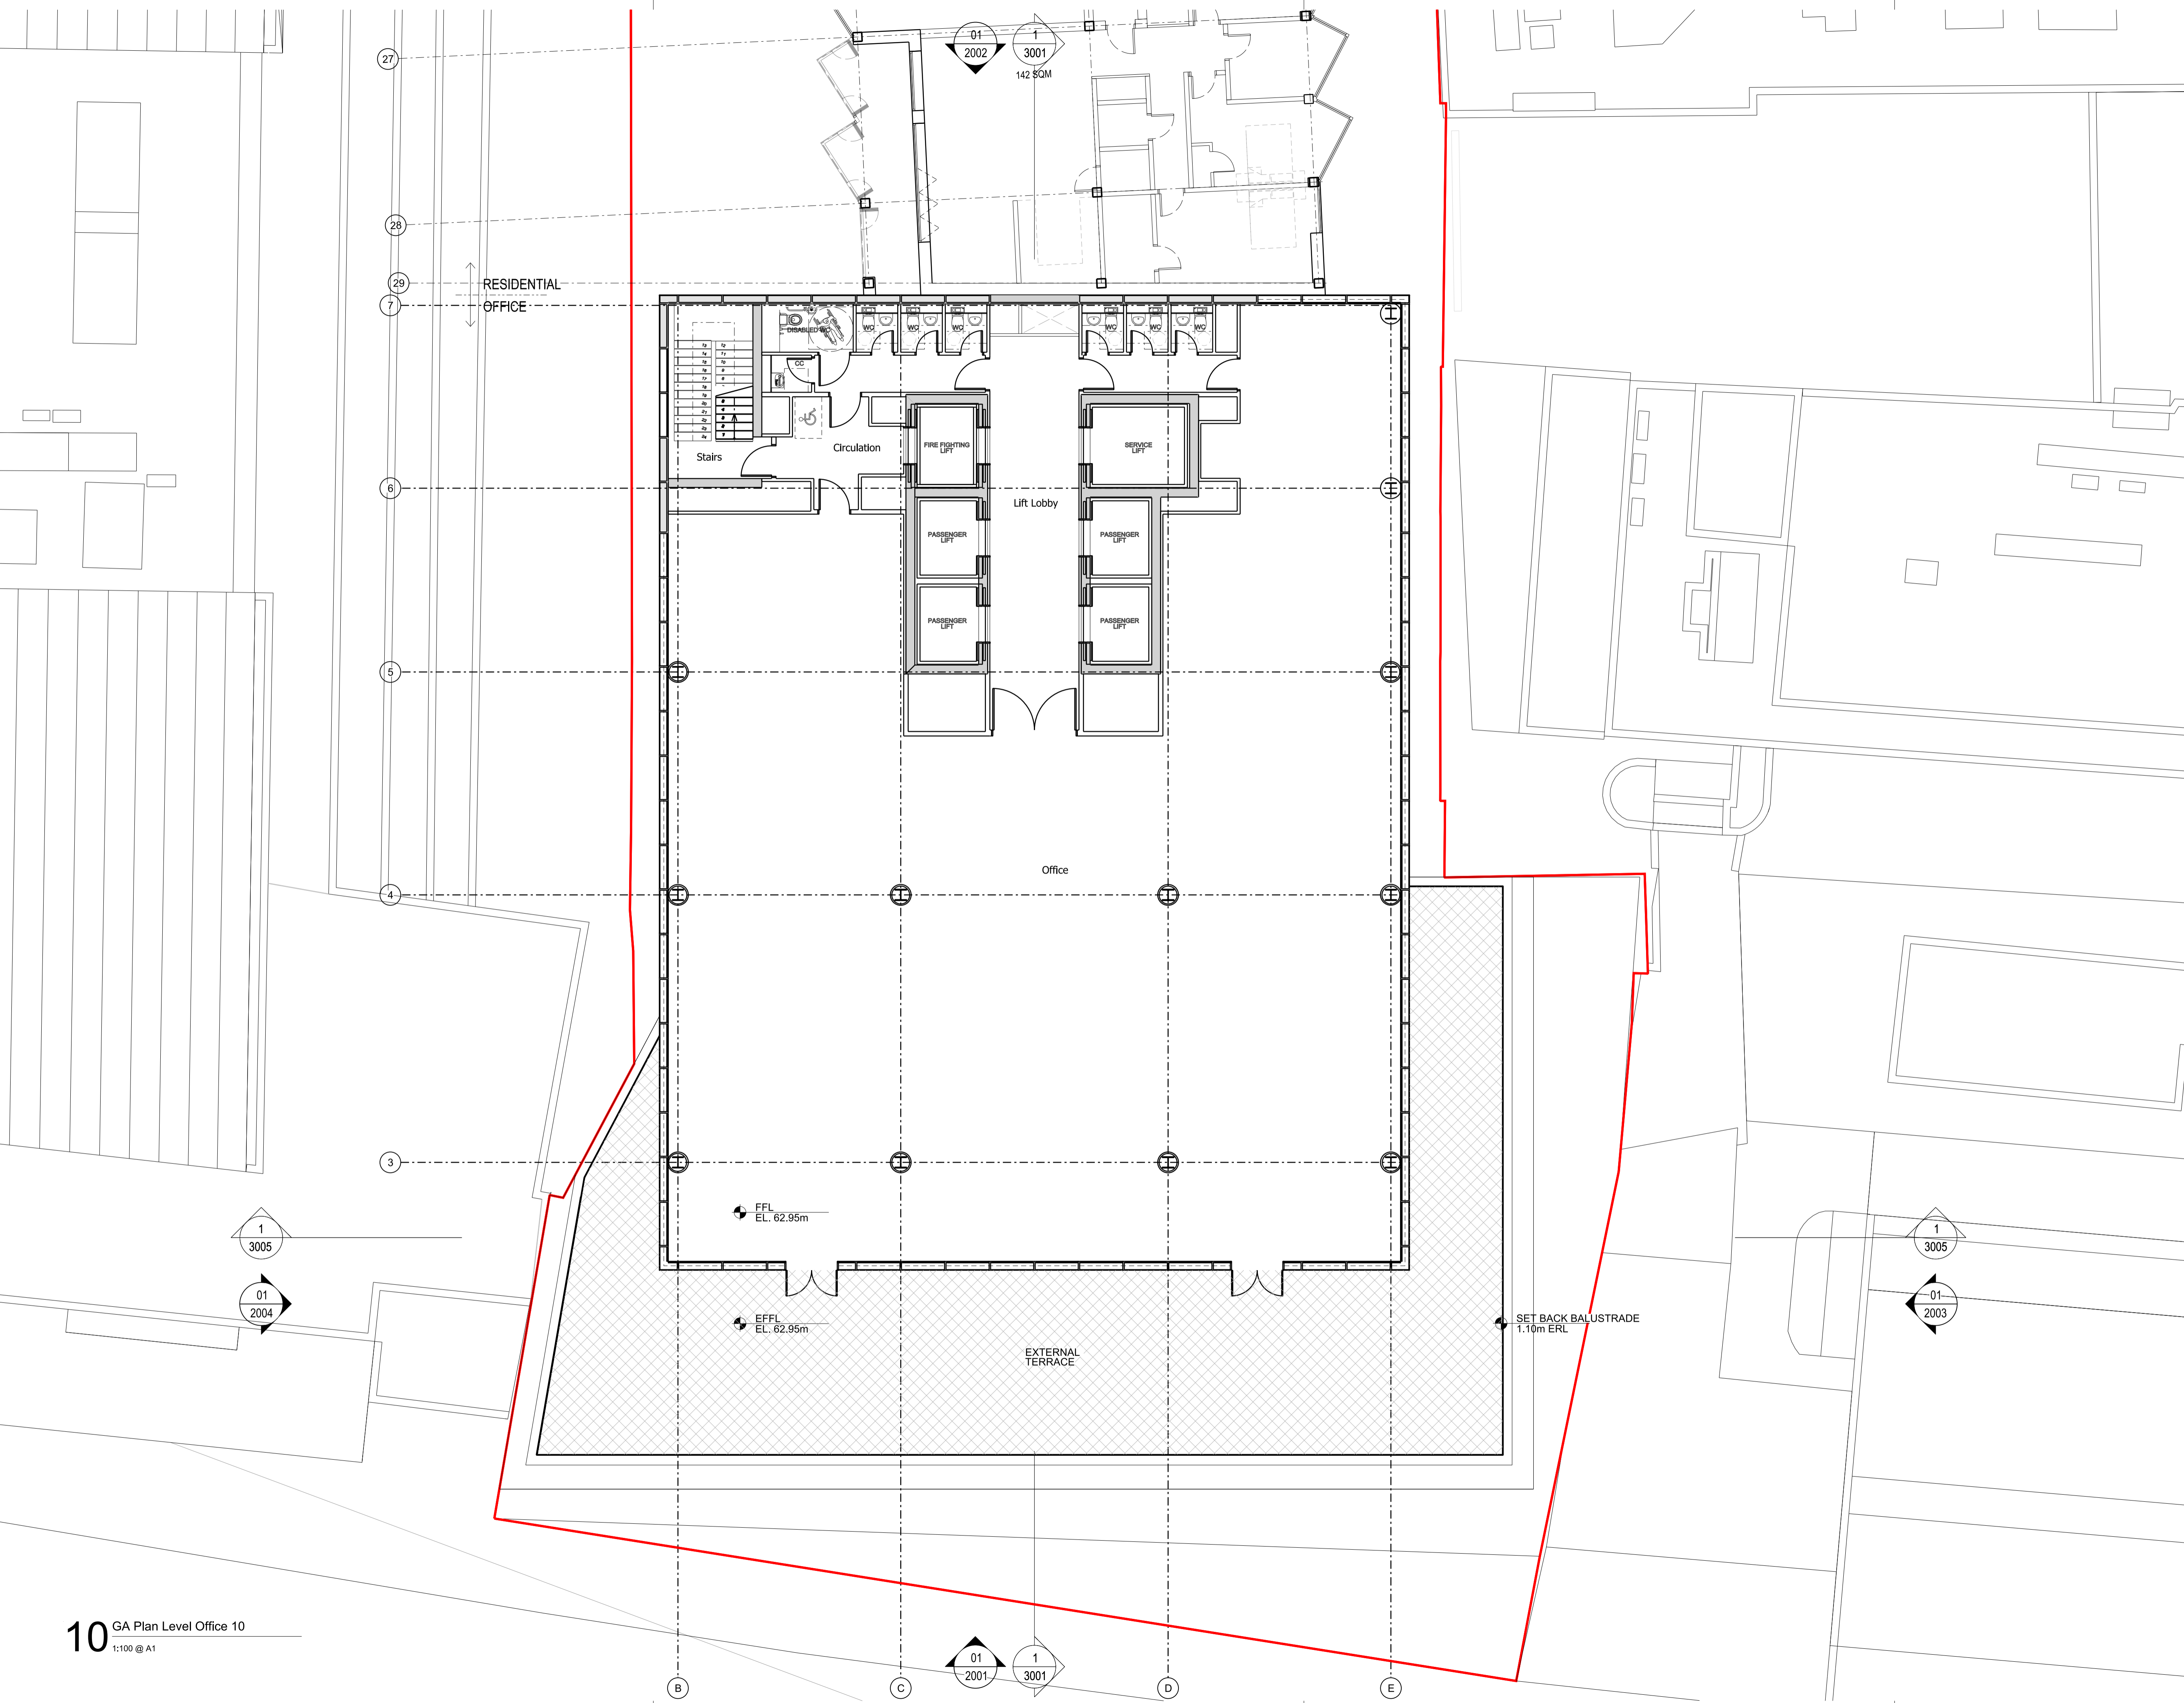 01
2002
1
3001
142 SQM
27
28
29
RESIDENTIAL
7
OFFICE
DISABLED WC
WC
WC
WC
WC
WC
WC
CC
Circulation
Stairs
FIRE FIGHTING
LIFT
SERVICE
LIFT
6
Lift Lobby
PASSENGER
LIFT
PASSENGER
LIFT
PASSENGER
LIFT
PASSENGER
LIFT
5
Office
4
3
FFL
EL. 62.95m
1
3005
1
3005
01
2004
01
2003
EFFL
EL. 62.95m
SET BACK BALUSTRADE
1.10m ERL
EXTERNAL
TERRACE
10
GA Plan Level Office 10
1:100 @ A1
01
2001
1
3001
B
C
D
E